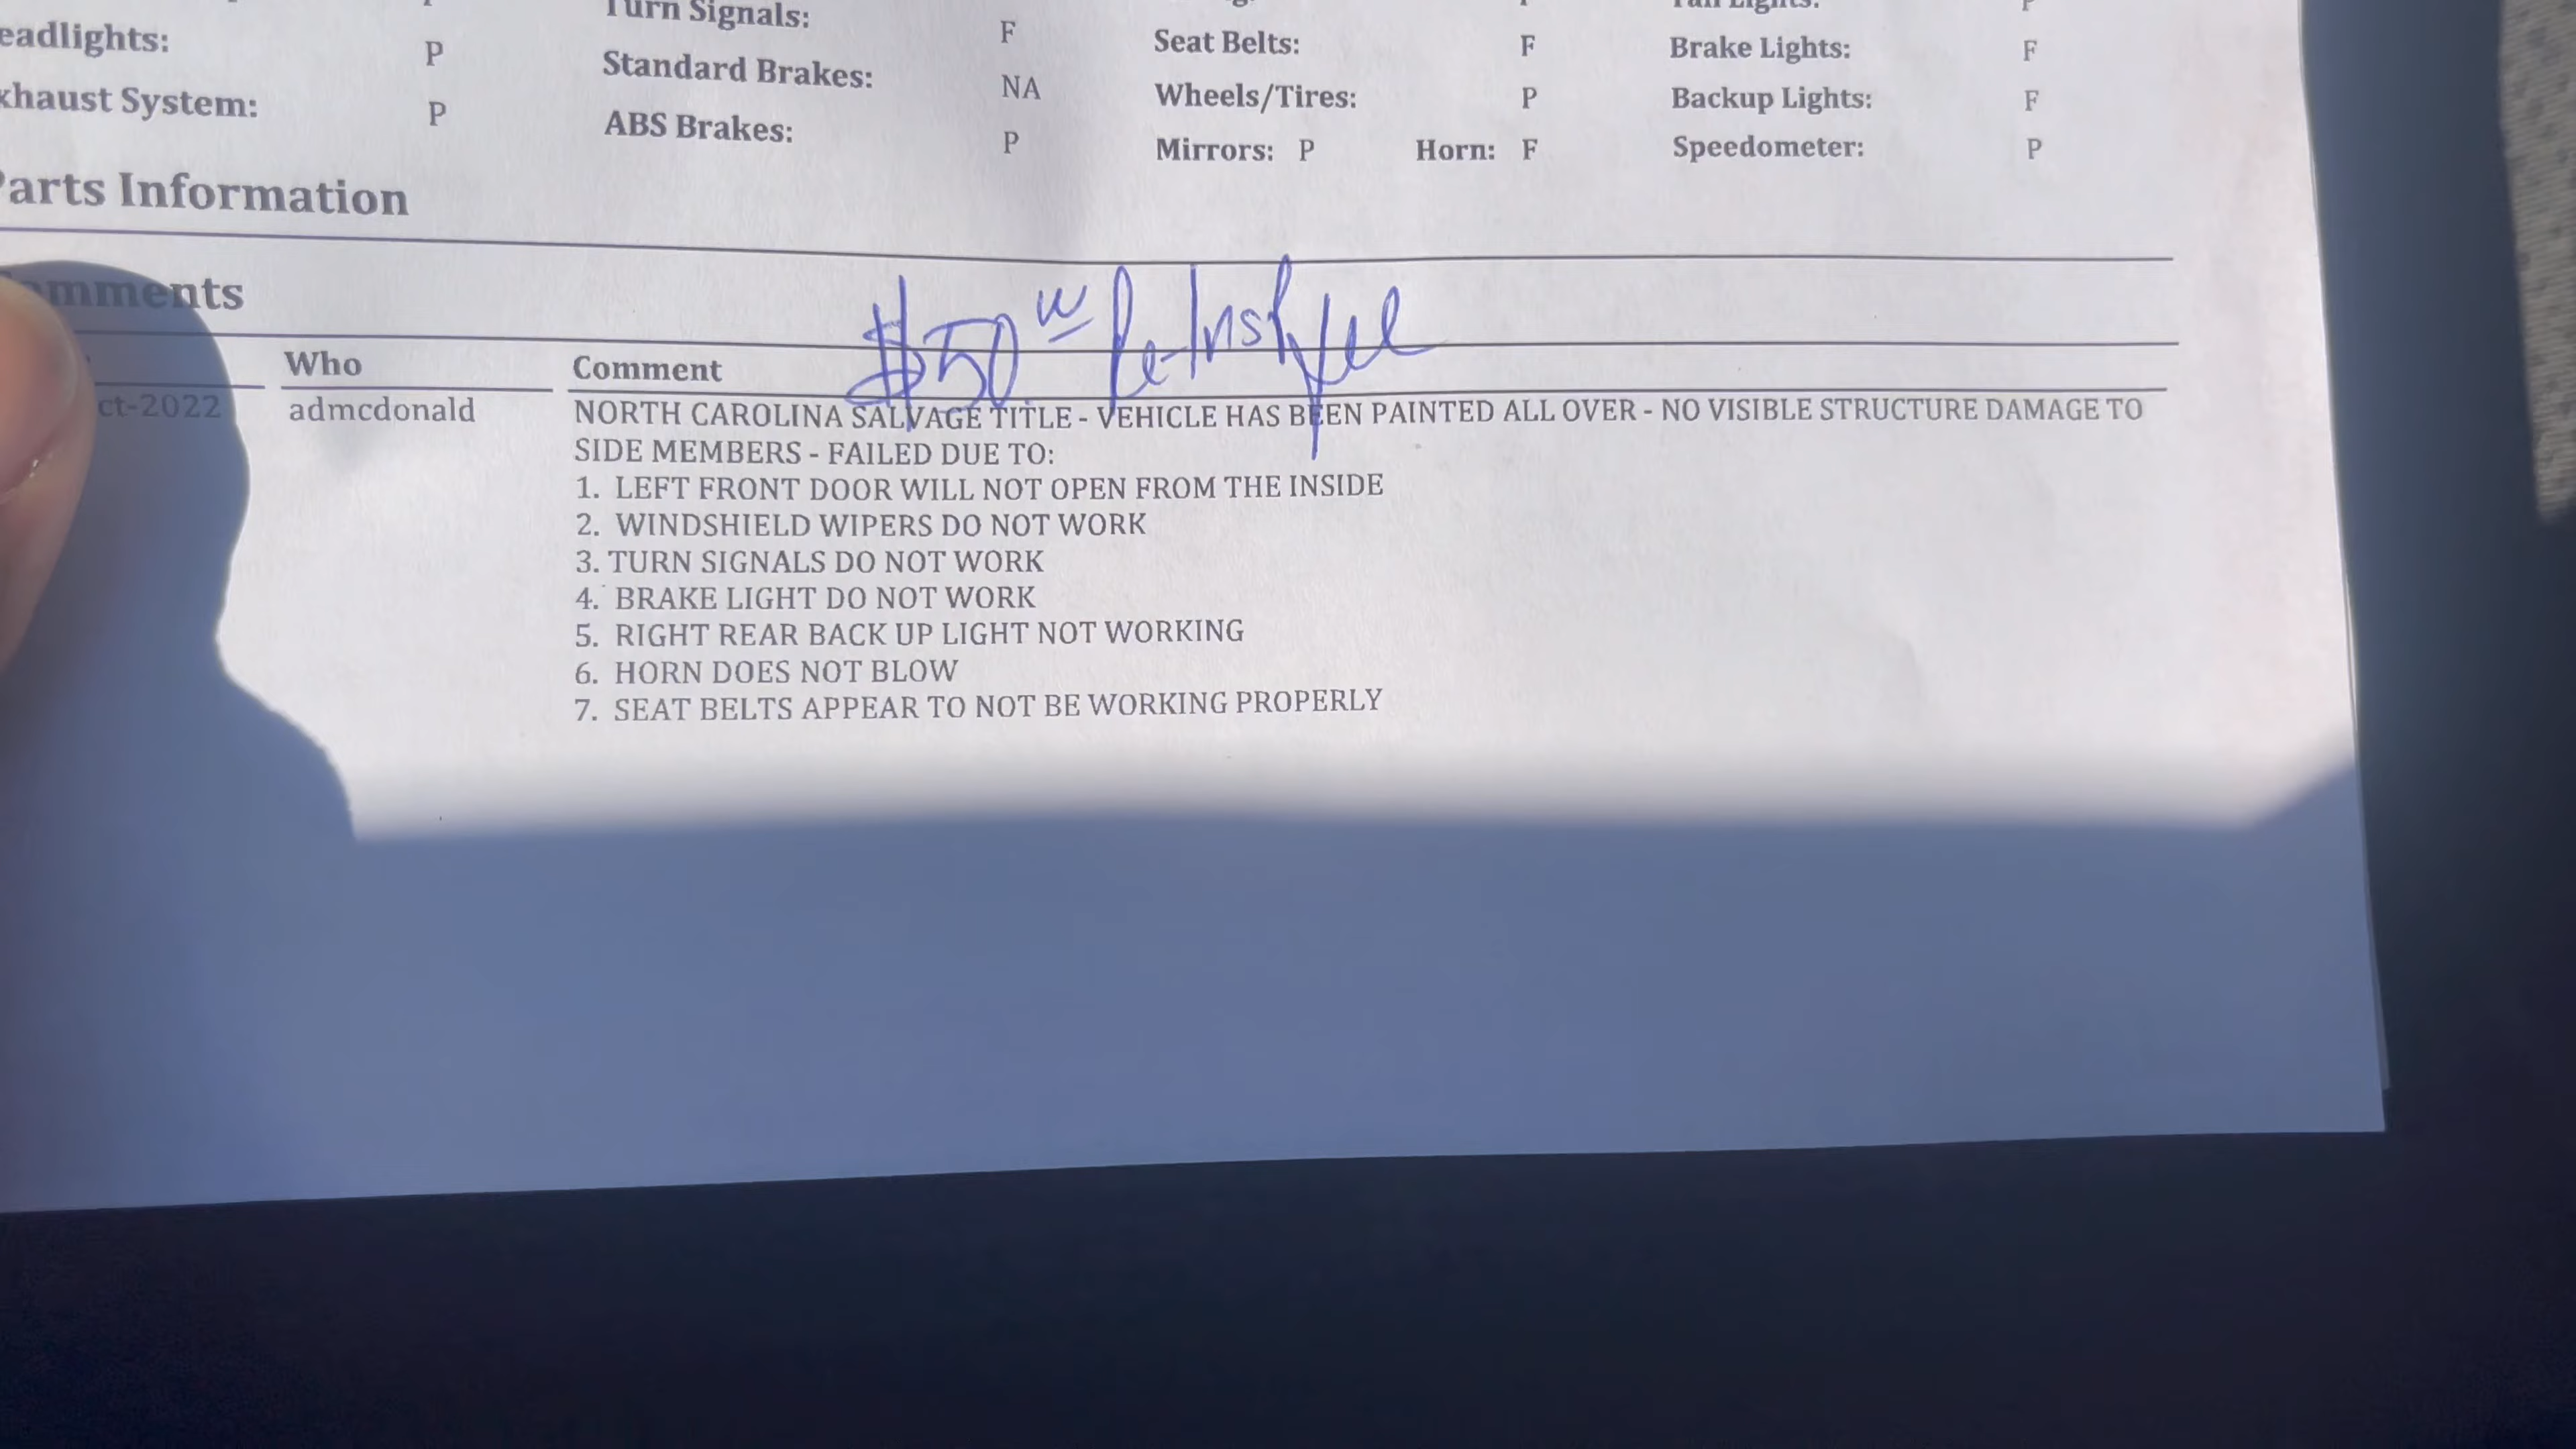 Turn Signals: F
eadlights: P Seat Belts: F Brake Lights: F
Standard Brakes: NA
xhaust System: P Wheels/Tires: P Backup Lights: F
ABS Brakes: P Mirrors: P Horn: F Speedometer: P
arts Information
omments
$50 Re-Insp
Who Comment
ct-2022 admcdonald NORTH CAROLINA SALVAGE TITLE - VEHICLE HAS BEEN PAINTED ALL OVER - NO VISIBLE STRUCTURE DAMAGE TO
SIDE MEMBERS - FAILED DUE TO:
1. LEFT FRONT DOOR WILL NOT OPEN FROM THE INSIDE
2. WINDSHIELD WIPERS DO NOT WORK
3. TURN SIGNALS DO NOT WORK
4. BRAKE LIGHT DO NOT WORK
5. RIGHT REAR BACK UP LIGHT NOT WORKING
6. HORN DOES NOT BLOW
7. SEAT BELTS APPEAR TO NOT BE WORKING PROPERLY